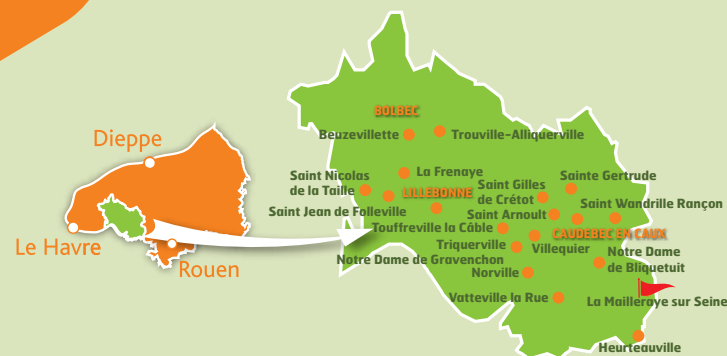 Dieppe
Le Havre
Rouen
BOLBEC
Beuzevillette
Trouville-Alliquerville
La Frenaye
Saint Nicolas
de la Taille
LILLEBONNE
Saint Gilles
de Crétot
Sainte Gertrude
Saint Jean de Folleville
Saint Arnoult
Saint Wandrille Rançon
Touffreville la Câble
CAUDEBEC EN CAUX
Triquerville
Villequier
Notre Dame
de Bliquetuit
Notre Dame de Gravenchon
Norville
Vatteville la Rue
La Mailleraye sur Seine
Heurteauville